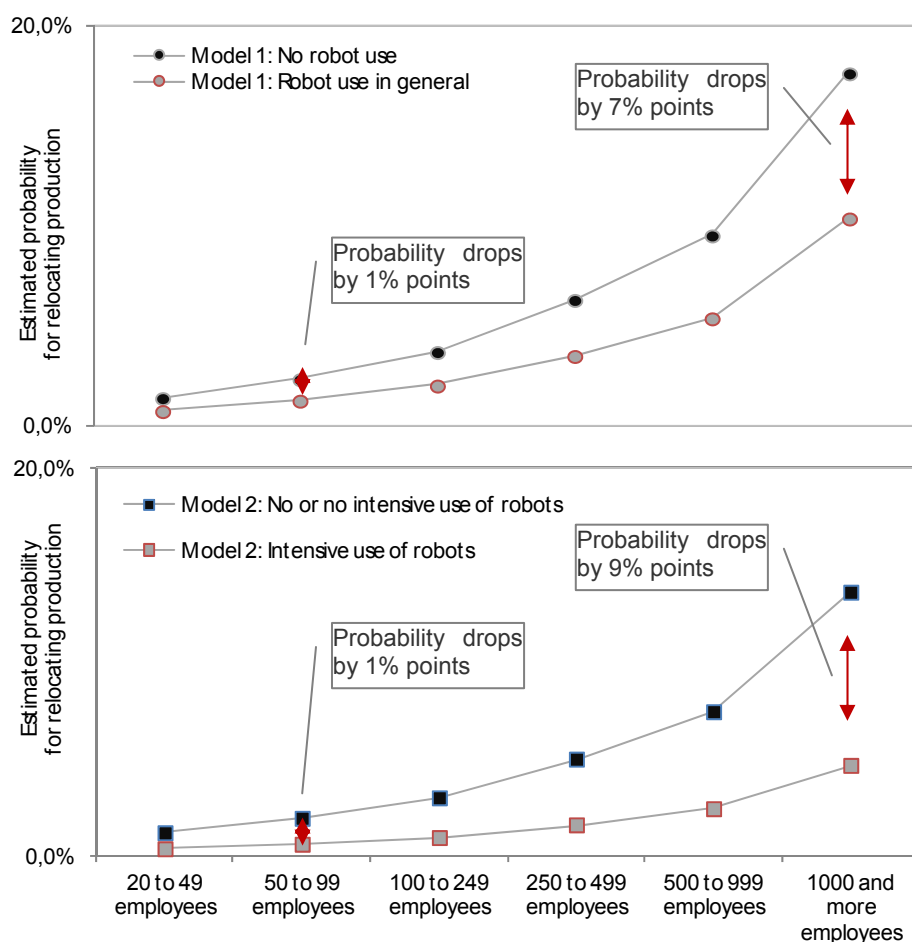 20,0%
Model 1: No robot use
Model 1: Robot use in general
Probability drops
by 7% points
Probability drops
by 1% points
Estimated probability
for relocating production
0,0%
20,0%
Model 2: No or no intensive use of robots
Model 2: Intensive use of robots
Probability drops
by 9% points
Probability drops
by 1% points
Estimated probability
for relocating production
0,0%
20 to 49
employees
50 to 99
employees
100 to 249
employees
250 to 499
employees
500 to 999
employees
1000 and
more
employees